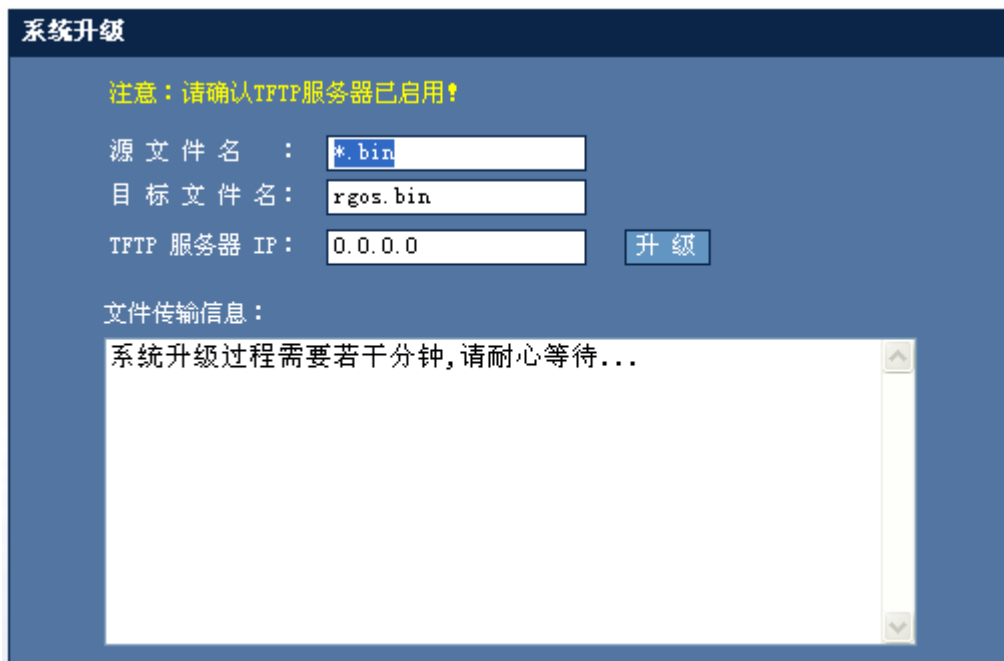 系统升级
注意：请确认TFTP服务器已启用！
源 文 件 名 ： *.bin
目 标 文 件 名： rgos.bin
TFTP 服务器 IP： 0.0.0.0 升 级
文件传输信息：
系统升级过程需要若干分钟,请耐心等待...